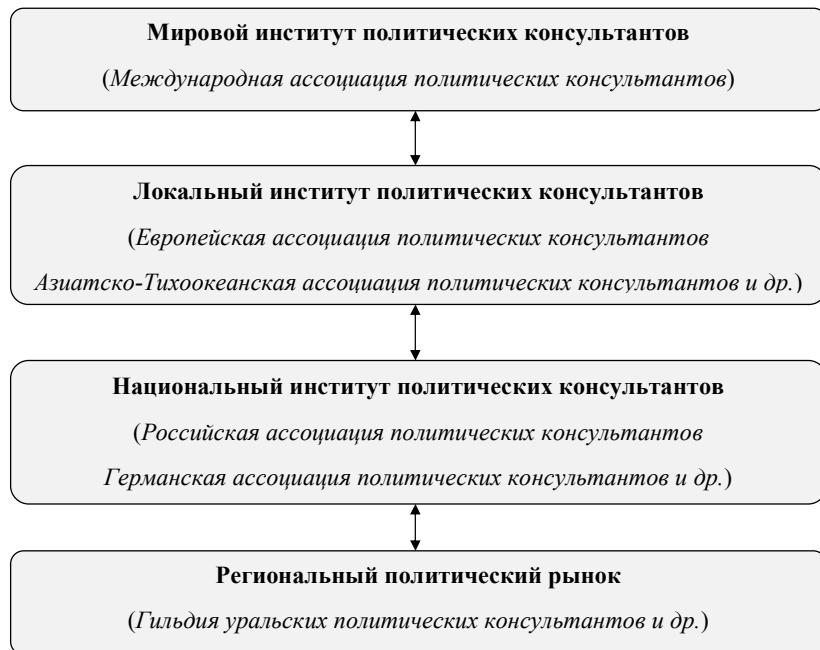 Мировой институт политических консультантов
(Международная ассоциация политических консультантов)
Локальный институт политических консультантов
(Европейская ассоциация политических консультантов
Азиатско-Тихоокеанская ассоциация политических консультантов и др.)
Национальный институт политических консультантов
(Российская ассоциация политических консультантов
Германская ассоциация политических консультантов и др.)
Региональный политический рынок
(Гильдия уральских политических консультантов и др.)